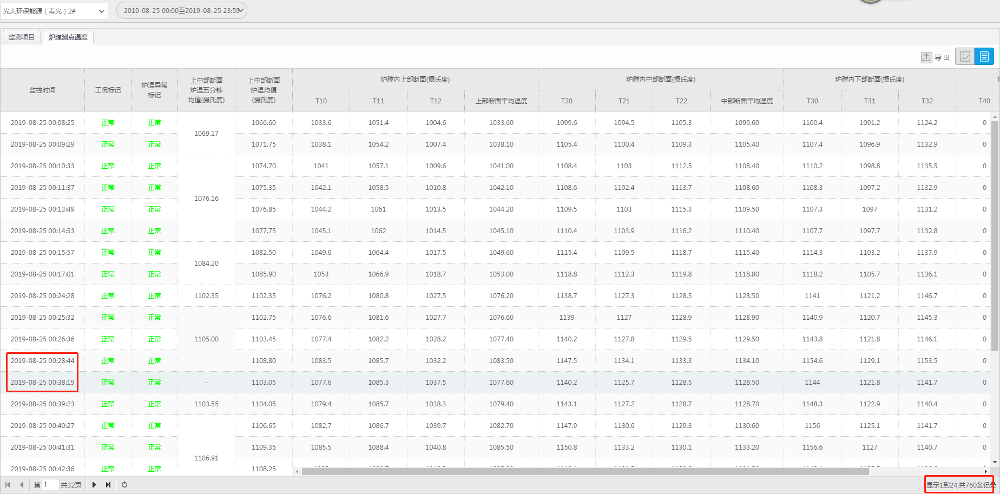 光大环保能源（寿光）2# 2019-08-25 00:00至2019-08-25 23:59
监测项目 炉膛测点温度
导 出
监控时间 工况标记 炉温异常标记 上中部断面炉温五分钟均值(摄氏度) 上中部断面炉温均值(摄氏度) 炉膛内上部断面(摄氏度) 炉膛内中部断面(摄氏度) 炉膛内下部断面(摄氏度)
T10 T11 T12 上部断面平均温度 T20 T21 T22 中部断面平均温度 T30 T31 T32 T40
2019-08-25 00:08:25 正常 正常 1069.17 1066.60 1033.6 1051.4 1004.6 1033.60 1099.6 1094.5 1105.3 1099.60 1100.4 1091.2 1124.2 0
2019-08-25 00:09:29 正常 正常 1071.75 1038.1 1054.2 1007.4 1038.10 1105.4 1100.4 1109.3 1105.40 1107.4 1096.9 1132.9 0
2019-08-25 00:10:33 正常 正常 1076.16 1074.70 1041 1057.1 1009.6 1041.00 1108.4 1103 1112.5 1108.40 1110.2 1098.8 1135.5 0
2019-08-25 00:11:37 正常 正常 1075.35 1042.1 1058.5 1010.8 1042.10 1108.6 1102.4 1113.7 1108.60 1108.3 1097.2 1132.9 0
2019-08-25 00:13:49 正常 正常 1076.85 1044.2 1061 1013.5 1044.20 1109.5 1103 1115.3 1109.50 1107.3 1097 1131.2 0
2019-08-25 00:14:53 正常 正常 1077.75 1045.1 1062 1014.5 1045.10 1110.4 1103.9 1116.2 1110.40 1107.7 1097.7 1132.8 0
2019-08-25 00:15:57 正常 正常 1084.20 1082.50 1049.6 1064.4 1017.5 1049.60 1115.4 1109.5 1118.7 1115.40 1114.3 1103.2 1137.9 0
2019-08-25 00:17:01 正常 正常 1085.90 1053 1066.9 1018.7 1053.00 1118.8 1112.3 1119.8 1118.80 1118.2 1105.7 1136.1 0
2019-08-25 00:24:28 正常 正常 1102.35 1102.35 1076.2 1080.8 1027.5 1076.20 1138.7 1127.3 1128.5 1128.50 1141 1121.2 1146.7 0
2019-08-25 00:25:32 正常 正常 1105.00 1102.75 1076.6 1081.6 1027.7 1076.60 1139 1127 1128.9 1128.90 1140.9 1120.7 1145.3 0
2019-08-25 00:26:36 正常 正常 1103.45 1077.4 1082.2 1028.2 1077.40 1140.2 1127.8 1129.5 1129.50 1143.8 1121.8 1146.1 0
2019-08-25 00:28:44 正常 正常 1108.80 1083.5 1085.7 1032.2 1083.50 1147.5 1134.1 1133.3 1134.10 1154.6 1129.1 1153.5 0
2019-08-25 00:38:19 正常 正常 - 1103.05 1077.6 1085.3 1037.5 1077.60 1140.2 1125.7 1128.5 1128.50 1144 1121.8 1141.7 0
2019-08-25 00:39:23 正常 正常 1103.55 1104.05 1079.4 1085.7 1038.3 1079.40 1143.1 1127.2 1128.7 1128.70 1148.3 1122.9 1140.4 0
2019-08-25 00:40:27 正常 正常 1106.91 1106.65 1082.7 1086.7 1039.7 1082.70 1147.9 1130.6 1129.3 1130.60 1156 1125.1 1141.7 0
2019-08-25 00:41:31 正常 正常 1109.35 1085.5 1088.4 1040.8 1085.50 1150.8 1133.2 1130.1 1133.20 1156.6 1127 1140.7 0
2019-08-25 00:42:36 正常 正常 1108.25
第 1 共32页 显示1到24,共760条记录